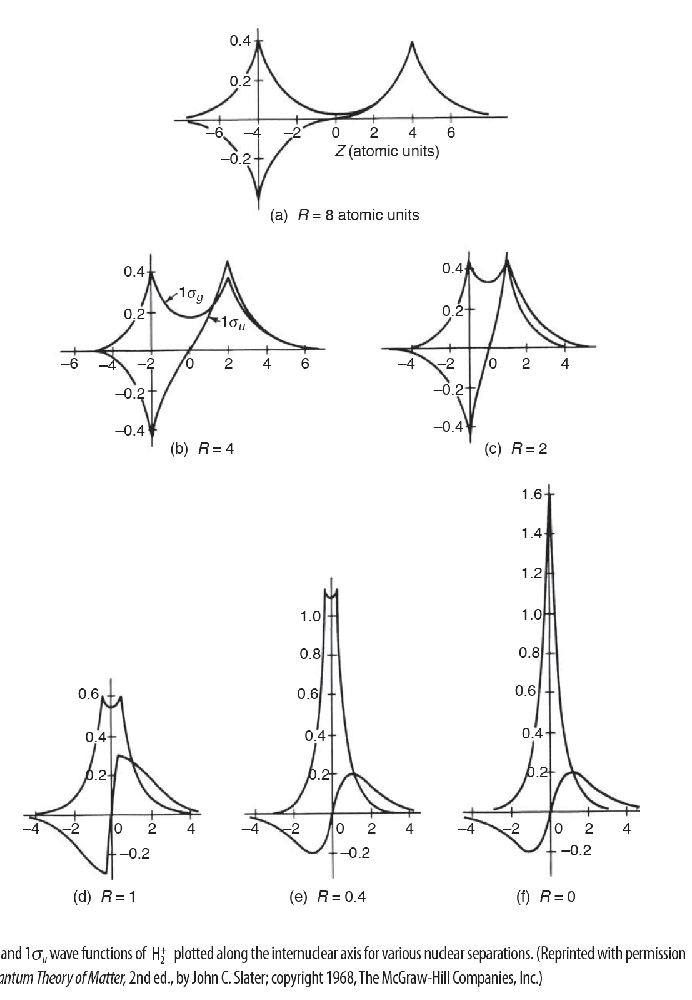 0.4
0.2
−6 −4 −2 0 2 4 6
Z (atomic units)
−0.2
(a) R = 8 atomic units
0.4
1σg
0.2
1σu
−6 −4 −2 0 2 4 6
−0.2
−0.4
(b) R = 4
0.4
0.2
−4 −2 0 2 4
−0.2
−0.4
(c) R = 2
0.6
0.4
0.2
−4 −2 0 2 4
−0.2
(d) R = 1
1.0
0.8
0.6
0.4
0.2
−4 −2 0 2 4
−0.2
(e) R = 0.4
1.6
1.4
1.2
1.0
0.8
0.6
0.4
0.2
−4 −2 0 2 4
−0.2
(f) R = 0
and 1σu wave functions of H2+ plotted along the internuclear axis for various nuclear separations. (Reprinted with permission
antum Theory of Matter, 2nd ed., by John C. Slater; copyright 1968, The McGraw-Hill Companies, Inc.)